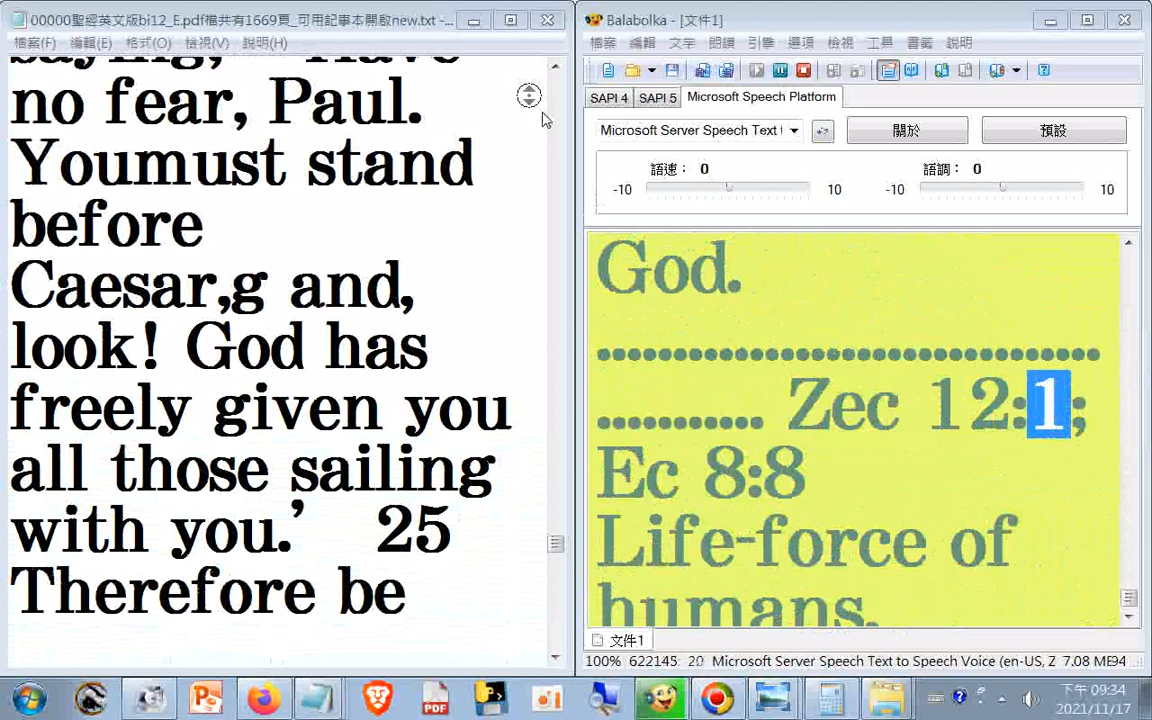 00000聖經英文版bi12_E.pdf檔共有1669頁_可用記事本開啟new.txt -...
檔案(F) 編輯(E) 格式(O) 檢視(V) 說明(H)
saying, Have
no fear, Paul.
Youmust stand
before
Caesar,g and,
look! God has
freely given you
all those sailing
with you.’ 25
Therefore be
Balabolka - [文件1]
檔案 編輯 文字 朗讀 引擎 選項 檢視 工具 書籤 說明
SAPI 4 SAPI 5 Microsoft Speech Platform
Microsoft Server Speech Text 關於 預設
語速： 0 語調： 0
-10 10 -10 10
God.
.................................
........... Zec 12:1;
Ec 8:8
Life-force of
humans.
文件1
100% 622145: 20 Microsoft Server Speech Text to Speech Voice (en-US, Z 7.08 ME94
下午 09:34
2021/11/17